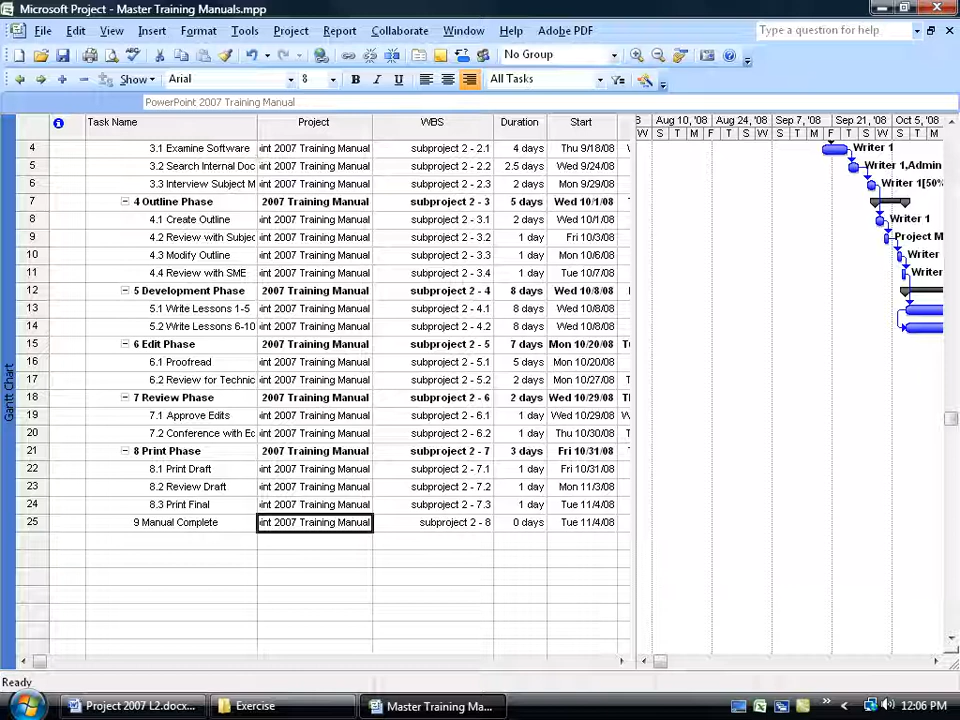 Microsoft Project - Master Training Manuals.mpp
File Edit View Insert Format Tools Project Report Collaborate Window Help Adobe PDF Type a question for help
No Group
Show Arial 8 B I U All Tasks
PowerPoint 2007 Training Manual
Task Name Project WBS Duration Start Aug 10, '08 Aug 24, '08 Sep 7, '08 Sep 21, '08 Oct 5, '08
W S T M F T S W S T M F T S W S T M
4 3.1 Examine Software int 2007 Training Manual subproject 2 - 2.1 4 days Thu 9/18/08 Writer 1
5 3.2 Search Internal Doc int 2007 Training Manual subproject 2 - 2.2 2.5 days Wed 9/24/08 Writer 1,Admin
6 3.3 Interview Subject M int 2007 Training Manual subproject 2 - 2.3 2 days Mon 9/29/08 Writer 1[50%
7 4 Outline Phase 2007 Training Manual subproject 2 - 3 5 days Wed 10/1/08
8 4.1 Create Outline int 2007 Training Manual subproject 2 - 3.1 2 days Wed 10/1/08 Writer 1
9 4.2 Review with Subjec int 2007 Training Manual subproject 2 - 3.2 1 day Fri 10/3/08 Project M
10 4.3 Modify Outline int 2007 Training Manual subproject 2 - 3.3 1 day Mon 10/6/08 Writer
11 4.4 Review with SME int 2007 Training Manual subproject 2 - 3.4 1 day Tue 10/7/08 Writer
12 5 Development Phase 2007 Training Manual subproject 2 - 4 8 days Wed 10/8/08
13 5.1 Write Lessons 1-5 int 2007 Training Manual subproject 2 - 4.1 8 days Wed 10/8/08
14 5.2 Write Lessons 6-10 int 2007 Training Manual subproject 2 - 4.2 8 days Wed 10/8/08
15 6 Edit Phase 2007 Training Manual subproject 2 - 5 7 days Mon 10/20/08
16 6.1 Proofread int 2007 Training Manual subproject 2 - 5.1 5 days Mon 10/20/08
17 6.2 Review for Technic int 2007 Training Manual subproject 2 - 5.2 2 days Mon 10/27/08
18 7 Review Phase 2007 Training Manual subproject 2 - 6 2 days Wed 10/29/08
19 7.1 Approve Edits int 2007 Training Manual subproject 2 - 6.1 1 day Wed 10/29/08
20 7.2 Conference with Ec int 2007 Training Manual subproject 2 - 6.2 1 day Thu 10/30/08
21 8 Print Phase 2007 Training Manual subproject 2 - 7 3 days Fri 10/31/08
22 8.1 Print Draft int 2007 Training Manual subproject 2 - 7.1 1 day Fri 10/31/08
23 8.2 Review Draft int 2007 Training Manual subproject 2 - 7.2 1 day Mon 11/3/08
24 8.3 Print Final int 2007 Training Manual subproject 2 - 7.3 1 day Tue 11/4/08
25 9 Manual Complete int 2007 Training Manual subproject 2 - 8 0 days Tue 11/4/08
Gantt Chart
Ready
Project 2007 L2.docx... Exercise Master Training Ma... 12:06 PM